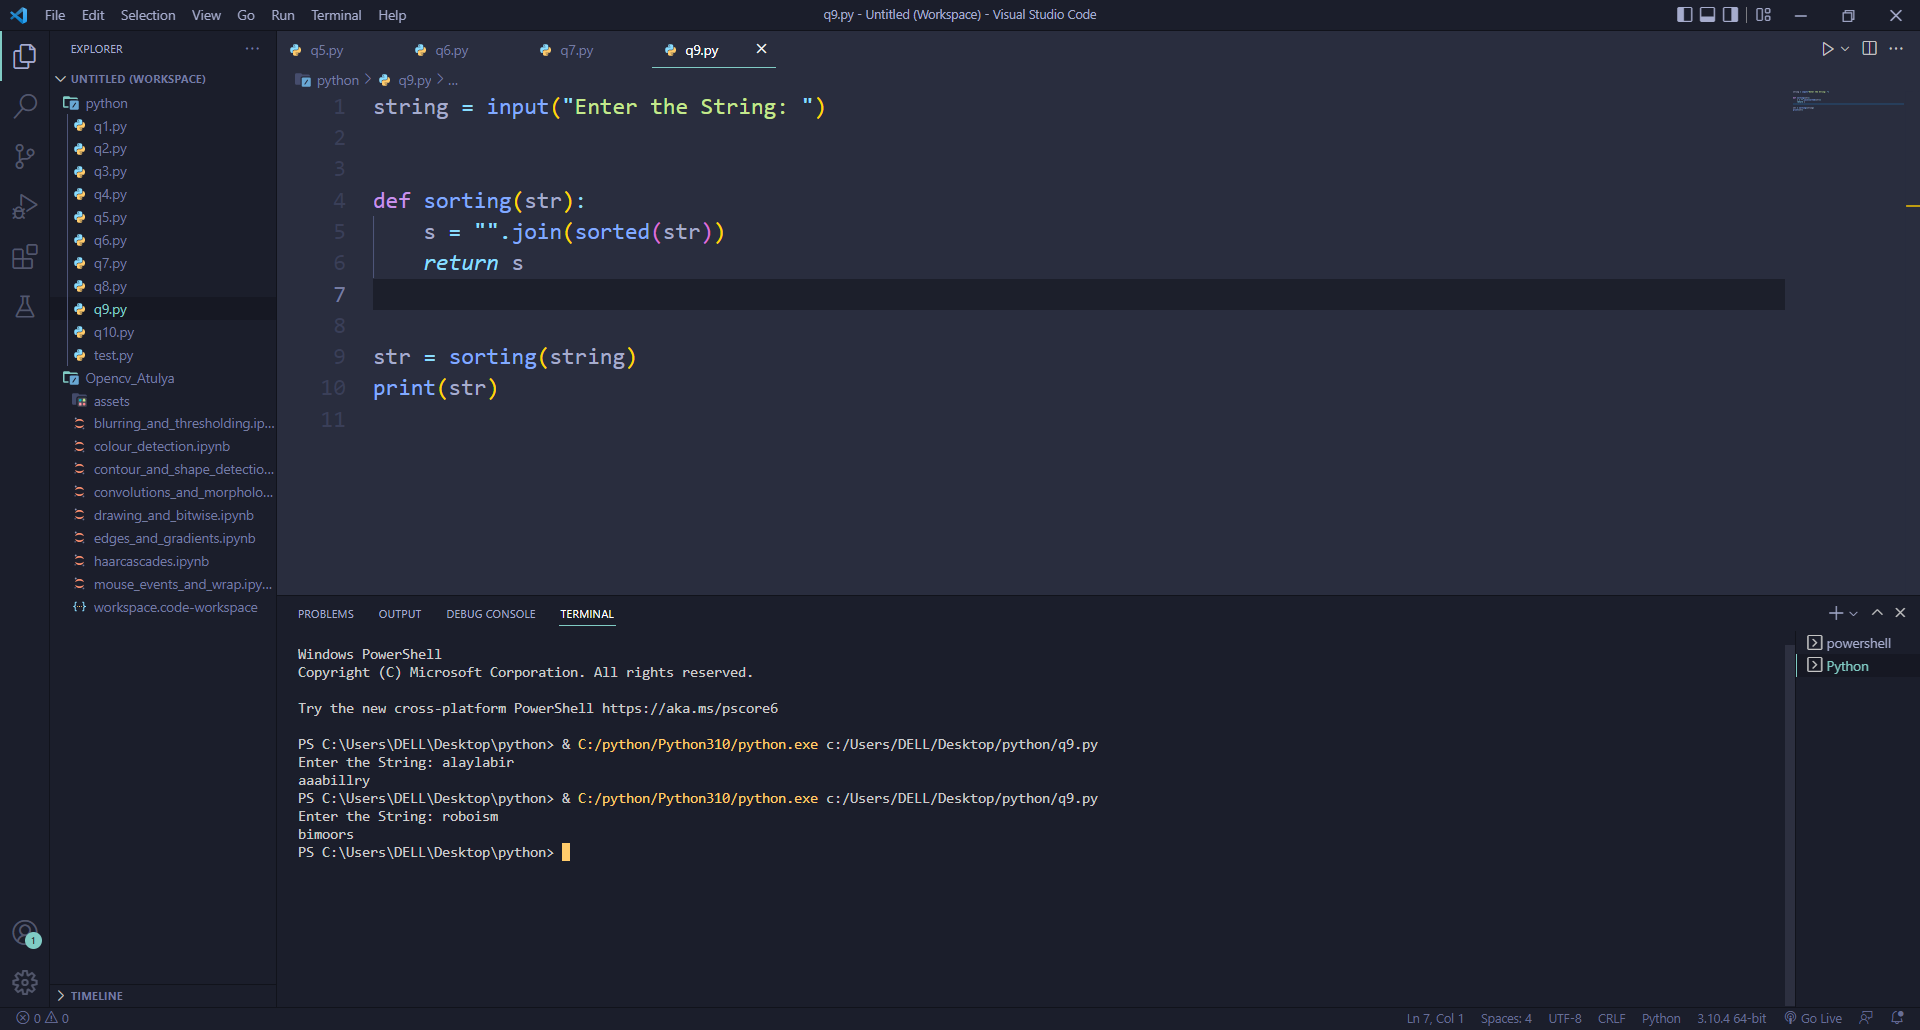 File Edit Selection View Go Run Terminal Help
q9.py - Untitled (Workspace) - Visual Studio Code
EXPLORER
UNTITLED (WORKSPACE)
python
q1.py
q2.py
q3.py
q4.py
q5.py
q6.py
q7.py
q8.py
q9.py
q10.py
test.py
Opencv_Atulya
assets
blurring_and_thresholding.ip...
colour_detection.ipynb
contour_and_shape_detectio...
convolutions_and_morpholo...
drawing_and_bitwise.ipynb
edges_and_gradients.ipynb
haarcascades.ipynb
mouse_events_and_wrap.ipy...
workspace.code-workspace
TIMELINE
q5.py q6.py q7.py q9.py
python > q9.py > ...
1 string = input("Enter the String: ")
2
3
4 def sorting(str):
5 s = "".join(sorted(str))
6 return s
7
8
9 str = sorting(string)
10 print(str)
11
PROBLEMS OUTPUT DEBUG CONSOLE TERMINAL
Windows PowerShell
Copyright (C) Microsoft Corporation. All rights reserved.
Try the new cross-platform PowerShell https://aka.ms/pscore6
PS C:\Users\DELL\Desktop\python> & C:/python/Python310/python.exe c:/Users/DELL/Desktop/python/q9.py
Enter the String: alaylabir
aaabillry
PS C:\Users\DELL\Desktop\python> & C:/python/Python310/python.exe c:/Users/DELL/Desktop/python/q9.py
Enter the String: roboism
bimoors
PS C:\Users\DELL\Desktop\python>
powershell
Python
1
0 0
Ln 7, Col 1 Spaces: 4 UTF-8 CRLF Python 3.10.4 64-bit Go Live